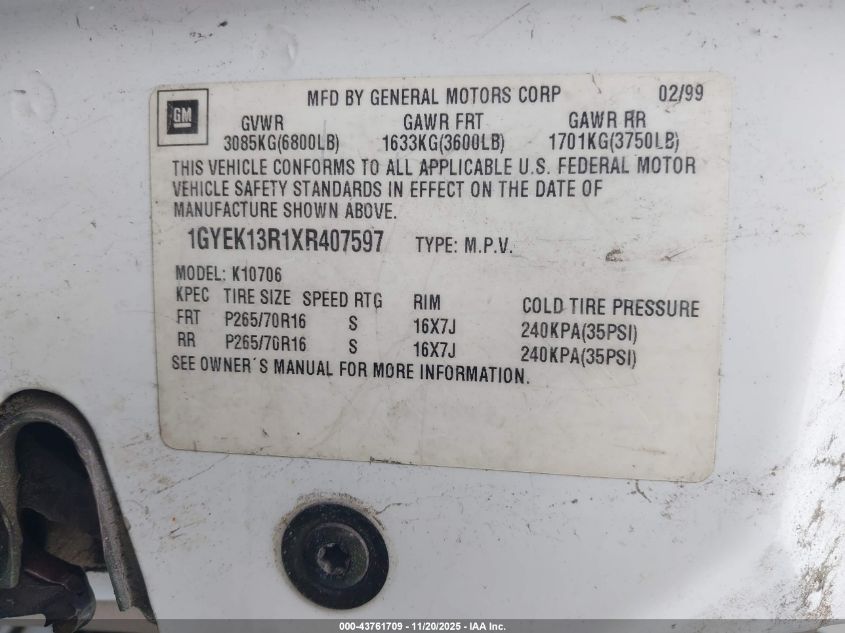 GM
MFD BY GENERAL MOTORS CORP 02/99
GVWR GAWR FRT GAWR RR
3085KG(6800LB) 1633KG(3600LB) 1701KG(3750LB)
THIS VEHICLE CONFORMS TO ALL APPLICABLE U.S. FEDERAL MOTOR
VEHICLE SAFETY STANDARDS IN EFFECT ON THE DATE OF
MANUFACTURE SHOWN ABOVE.
1GYEK13R1XR407597 TYPE: M.P.V.
MODEL: K10706
KPEC TIRE SIZE SPEED RTG RIM COLD TIRE PRESSURE
FRT P265/70R16 S 16X7J 240KPA(35PSI)
RR P265/70R16 S 16X7J 240KPA(35PSI)
SEE OWNER'S MANUAL FOR MORE INFORMATION.
000-43761709 - 11/20/2025 - IAA Inc.